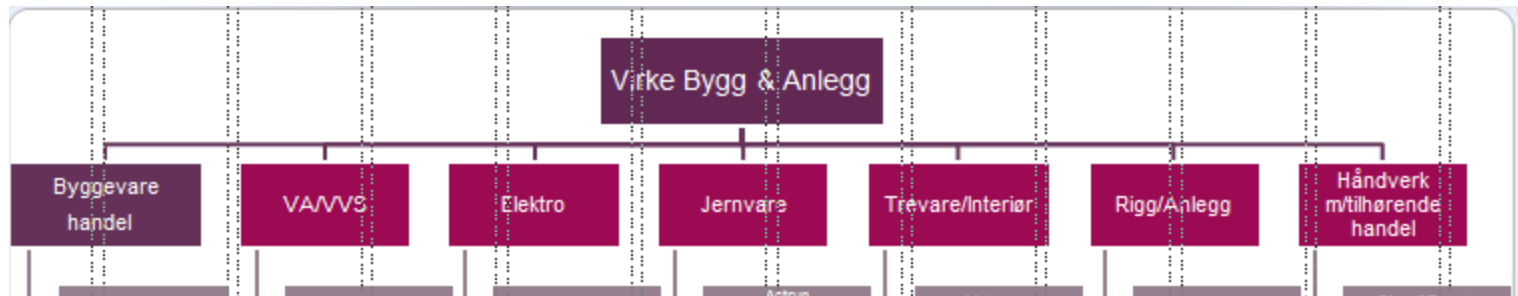 Virke Bygg & Anlegg
Byggevare
handel
VA/VVS
Elektro
Jernvare
Trevare/Interiør
Rigg/Anlegg
Håndverk
m/tilhørende
handel